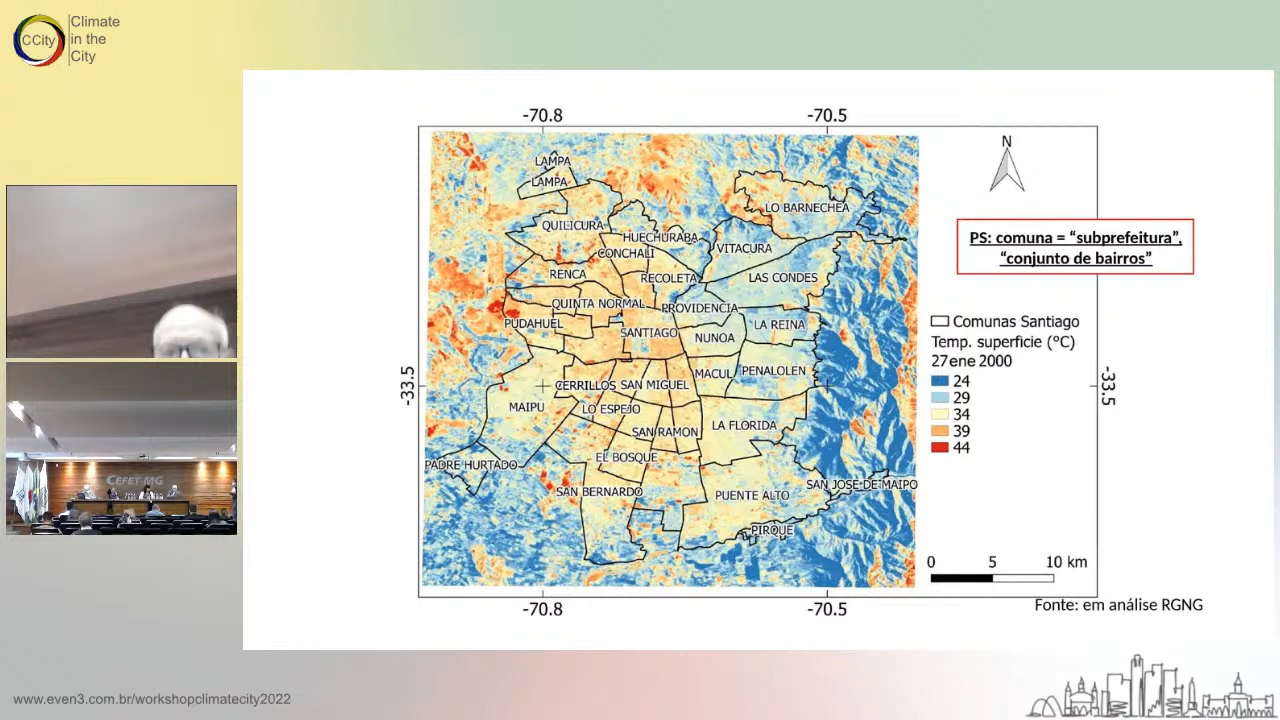 CCity
Climate
in the
City
-70.8
-70.5
N
LAMPA
LAMPA
LO BARNECHEA
QUILICURA
HUECHURABA
VITACURA
PS: comuna = “subprefeitura”,
“conjunto de bairros”
CONCHALI
RENCA
RECOLETA
LAS CONDES
QUINTA NORMAL
PROVIDENCIA
PUDAHUEL
SANTIAGO
NUNOA
LA REINA
Comunas Santiago
Temp. superficie (°C)
27ene 2000
24
29
34
39
44
-33.5
-33.5
MACUL
PENALOLEN
CERRILLOS
SAN MIGUEL
MAIPU
LO ESPEJO
SAN RAMON
LA FLORIDA
EL BOSQUE
PADRE HURTADO
SAN BERNARDO
PUENTE ALTO
SAN JOSE DE MAIPO
PIRQUE
0
5
10 km
-70.8
-70.5
Fonte: em análise RGNG
CEFET-MG
www.even3.com.br/workshopclimatecity2022